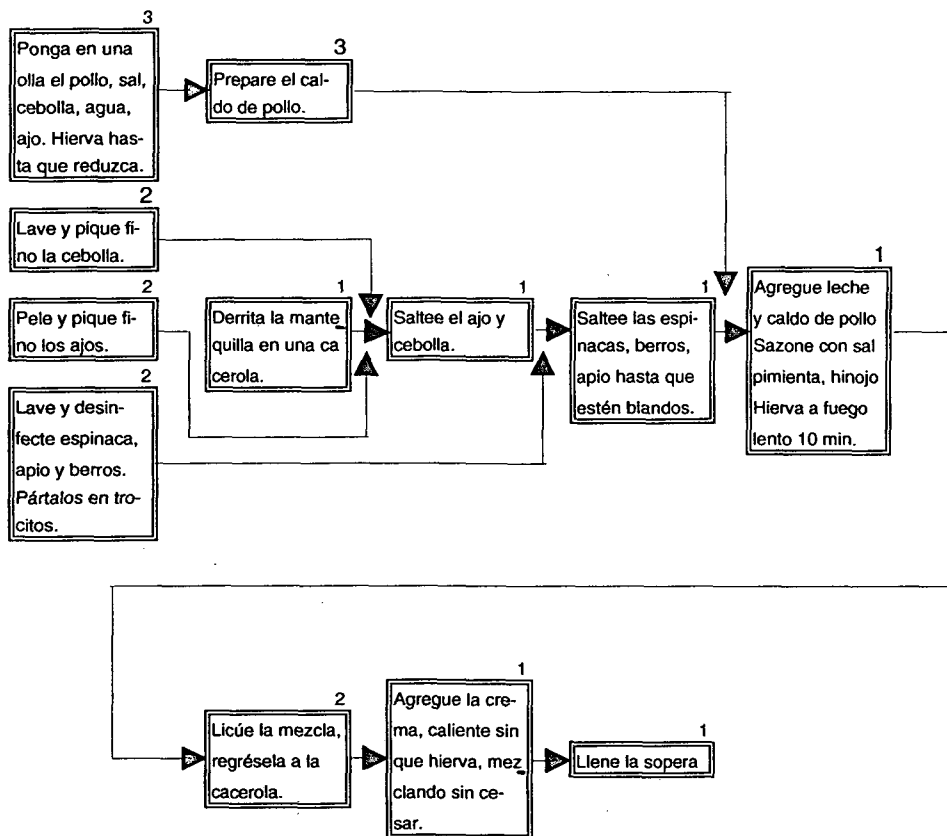 3
Ponga en una
olla el pollo, sal,
cebolla, agua,
ajo. Hierva has-
ta que reduzca.
3
Prepare el cal-
do de pollo.
2
Lave y pique fi-
no la cebolla.
2
Pele y pique fi-
no los ajos.
2
Lave y desin-
fecte espinaca,
apio y berros.
Pártalos en tro-
citos.
1
Derrita la mante
quilla en una ca
cerola.
1
Saltee el ajo y
cebolla.
1
Saltee las espi-
nacas, berros,
apio hasta que
estén blandos.
1
Agregue leche
y caldo de pollo
Sazone con sal
pimienta, hinojo
Hierva a fuego
lento 10 min.
2
Licúe la mezcla,
regrésela a la
cacerola.
1
Agregue la cre-
ma, caliente sin
que hierva, mez
clando sin ce-
sar.
1
Llene la sopera